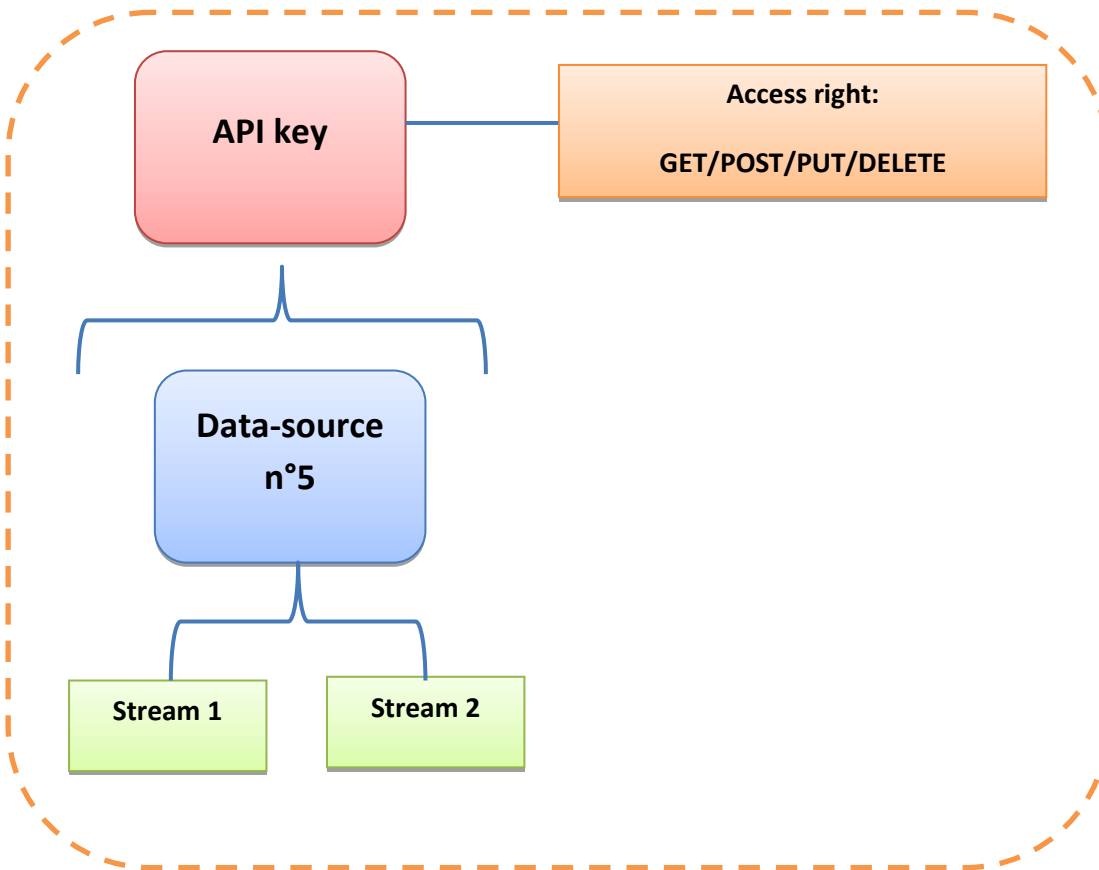 API key
Access right:
GET/POST/PUT/DELETE
Data-source
n°5
Stream 1
Stream 2